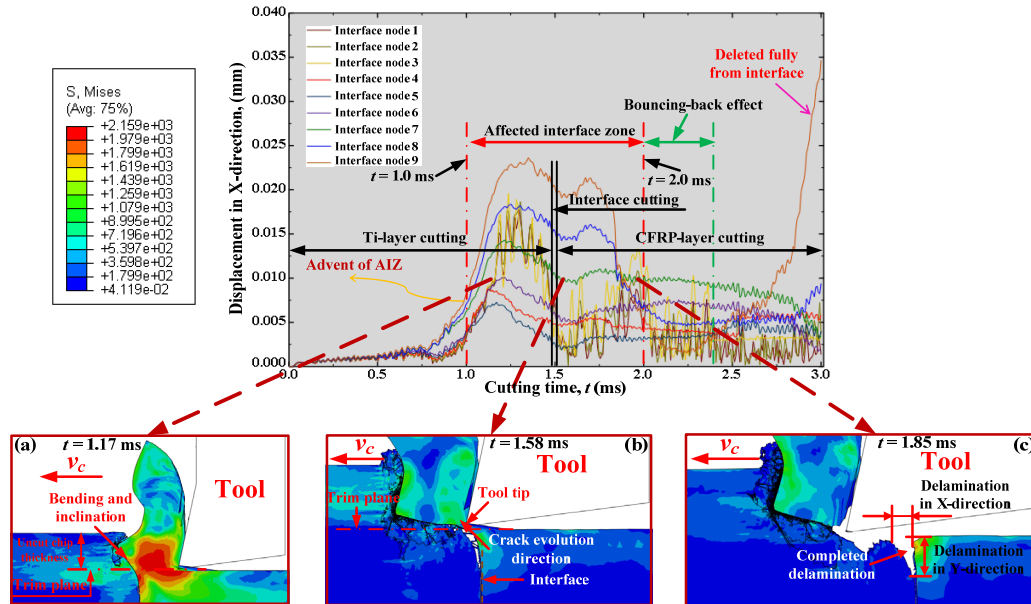 S, Mises
(Avg: 75%)
+2.159e+03
+1.979e+03
+1.799e+03
+1.619e+03
+1.439e+03
+1.259e+03
+1.079e+03
+8.995e+02
+7.196e+02
+5.397e+02
+3.598e+02
+1.799e+02
+4.119e-02
Displacement in X-direction, (mm)
0.040
0.035
0.030
0.025
0.020
0.015
0.010
0.005
0.000
Interface node 1
Interface node 2
Interface node 3
Interface node 4
Interface node 5
Interface node 6
Interface node 7
Interface node 8
Interface node 9
Deleted fully
from interface
Bouncing-back effect
Affected interface zone
t = 1.0 ms
t = 2.0 ms
Interface cutting
Ti-layer cutting
CFRP-layer cutting
Advent of AIZ
0.0
0.5
1.0
1.5
2.0
2.5
3.0
Cutting time, t (ms)
(a)
t = 1.17 ms
vc
Tool
Bending and
inclination
Uncut chip
thickness
Trim plane
(b)
t = 1.58 ms
vc
Tool
Trim plane
Tool tip
Crack evolution
direction
Interface
(c)
t = 1.85 ms
vc
Tool
Delamination
in X-direction
Completed
delamination
Delamination
in Y-direction